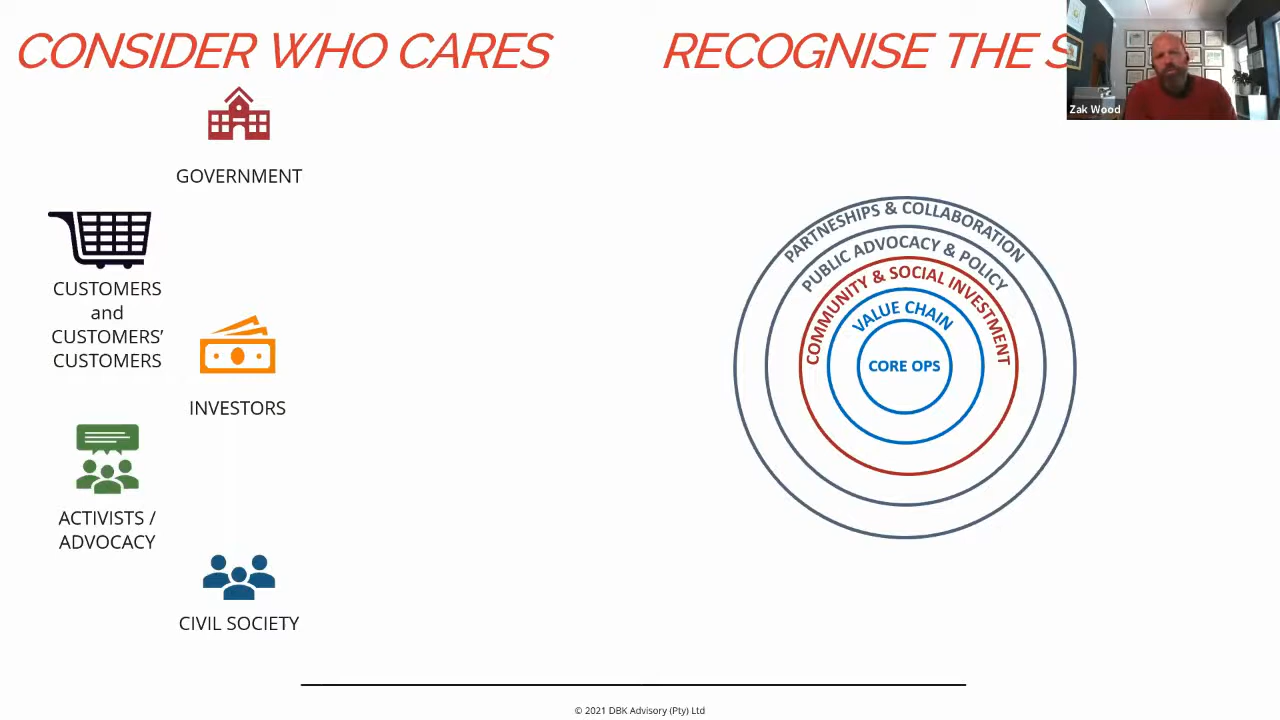 CONSIDER WHO CARES
RECOGNISE THE S
Zak Wood
GOVERNMENT
CUSTOMERS
and
CUSTOMERS’
CUSTOMERS
INVESTORS
ACTIVISTS /
ADVOCACY
CIVIL SOCIETY
PARTNESHIPS & COLLABORATION
PUBLIC ADVOCACY & POLICY
COMMUNITY & SOCIAL INVESTMENT
VALUE CHAIN
CORE OPS
© 2021 DBK Advisory (Pty) Ltd